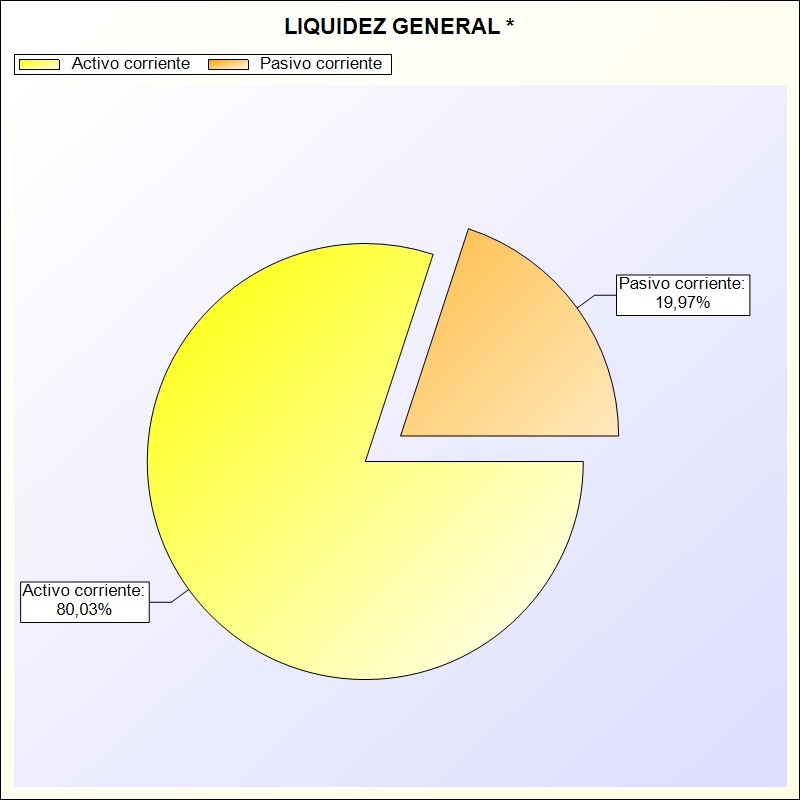 LIQUIDEZ GENERAL *
Activo corriente Pasivo corriente
Pasivo corriente:
19,97%
Activo corriente:
80,03%